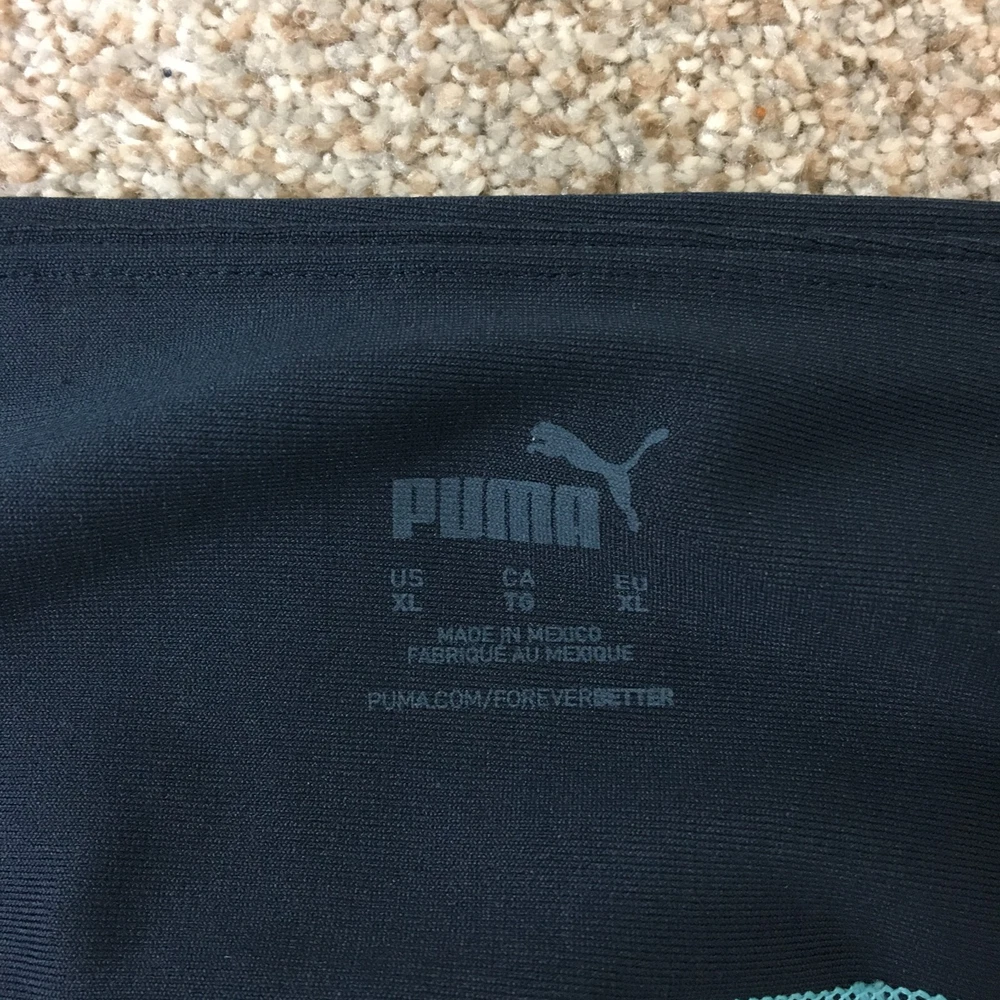 PUMA
US CA EU
XL TG XL
MADE IN MEXICO
FABRIQUÉ AU MEXIQUE
PUMA.COM/FOREVERBETTER